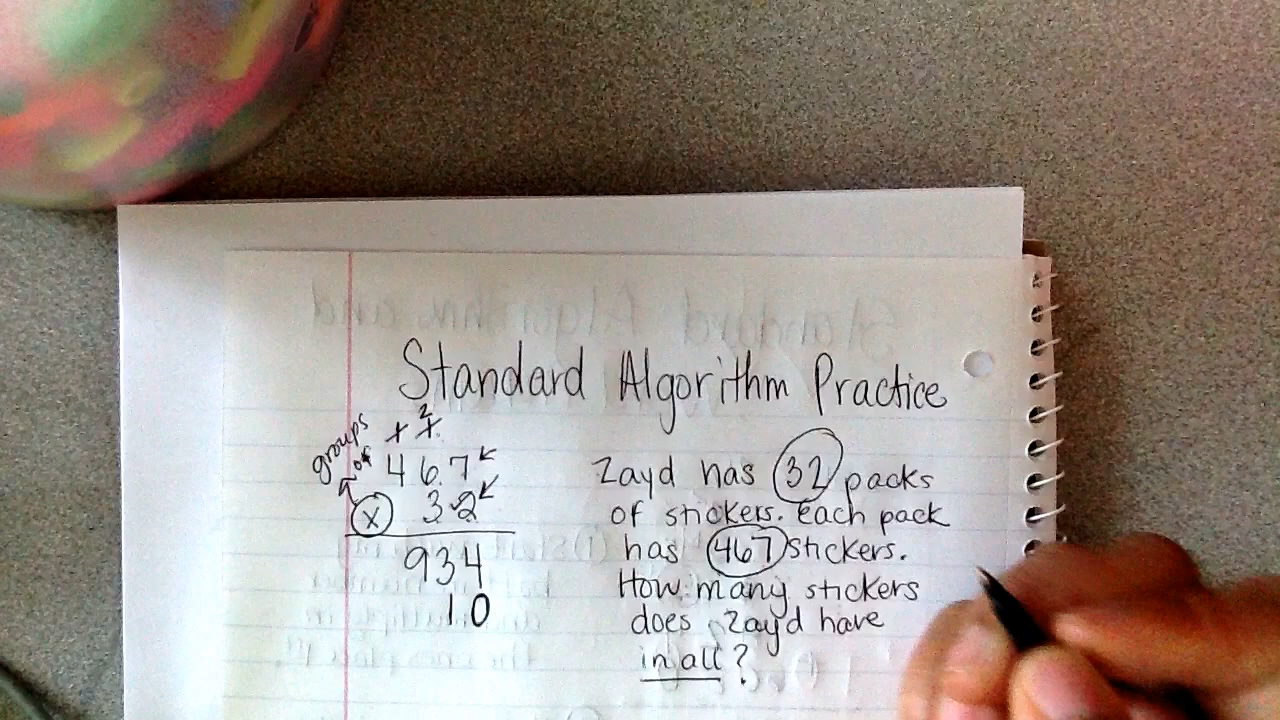 Standard Algorithm Practice
groups of
2
467
x 32
934
10
Zayd has 32 packs
of stickers. Each pack
has 467 stickers.
How many stickers
does Zayd have
in all?